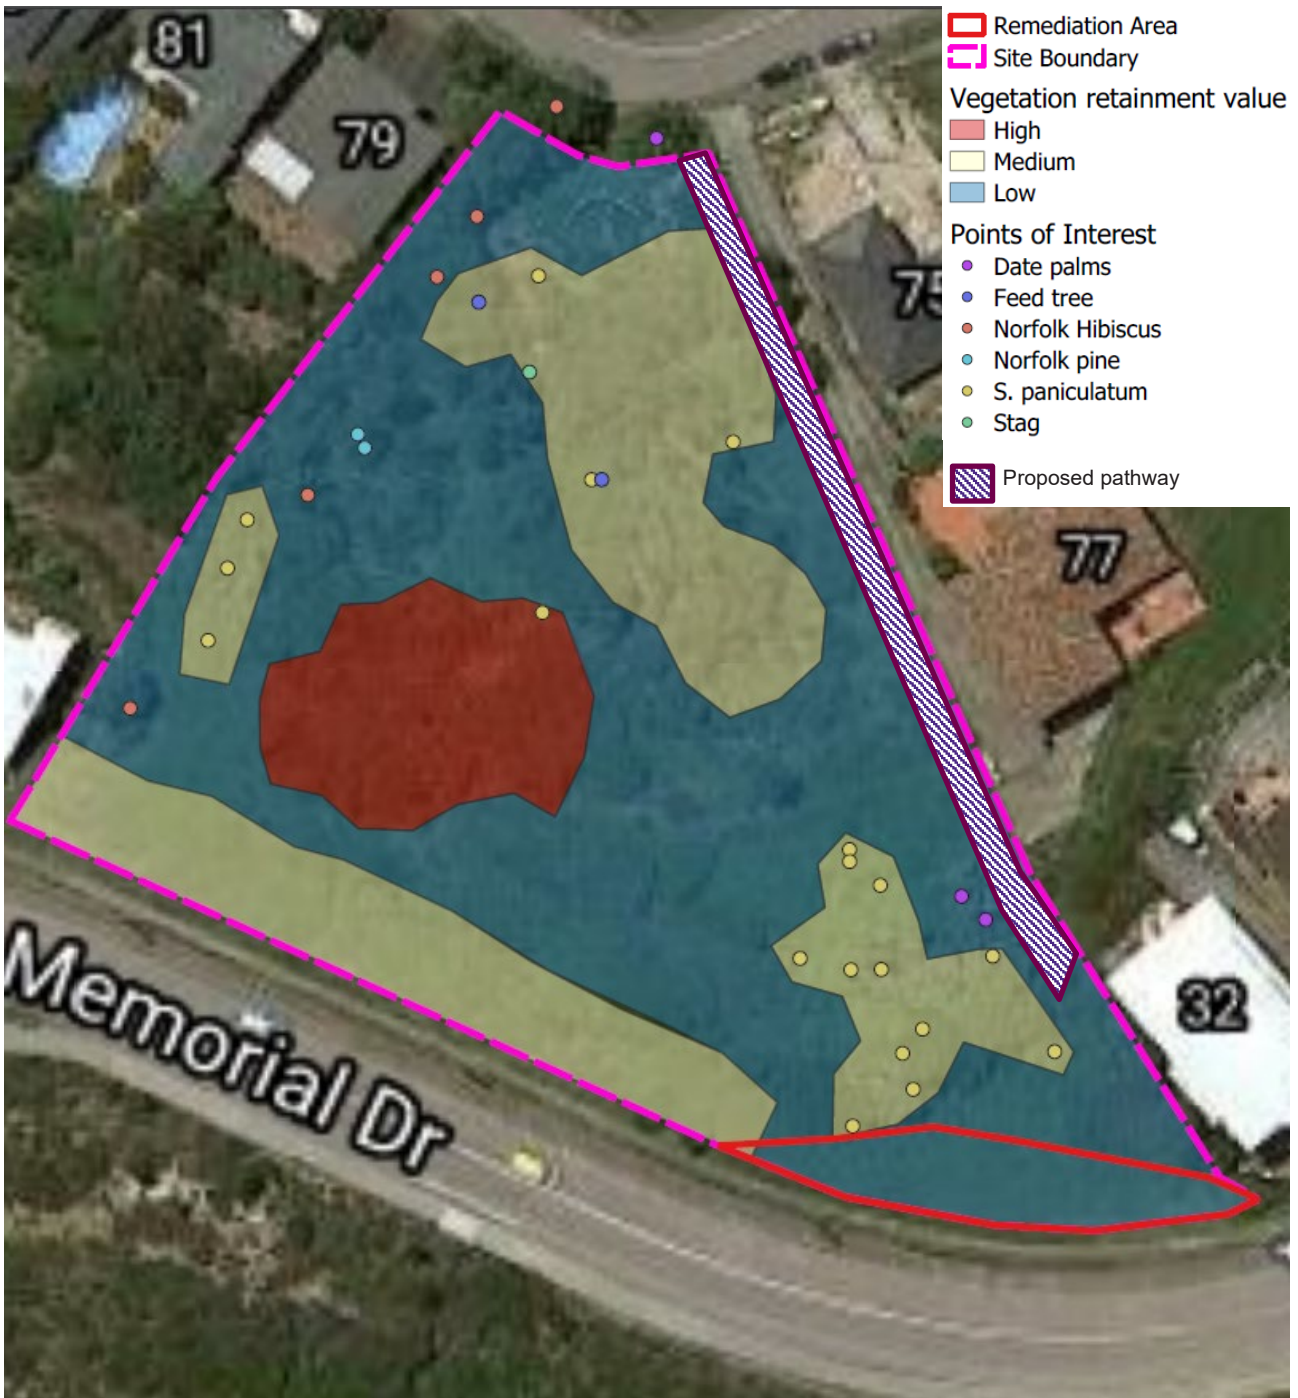 Remediation Area
Site Boundary
Vegetation retainment value
High
Medium
Low
Points of Interest
Date palms
Feed tree
Norfolk Hibiscus
Norfolk pine
S. paniculatum
Stag
Proposed pathway
81
79
75
77
32
Memorial Dr